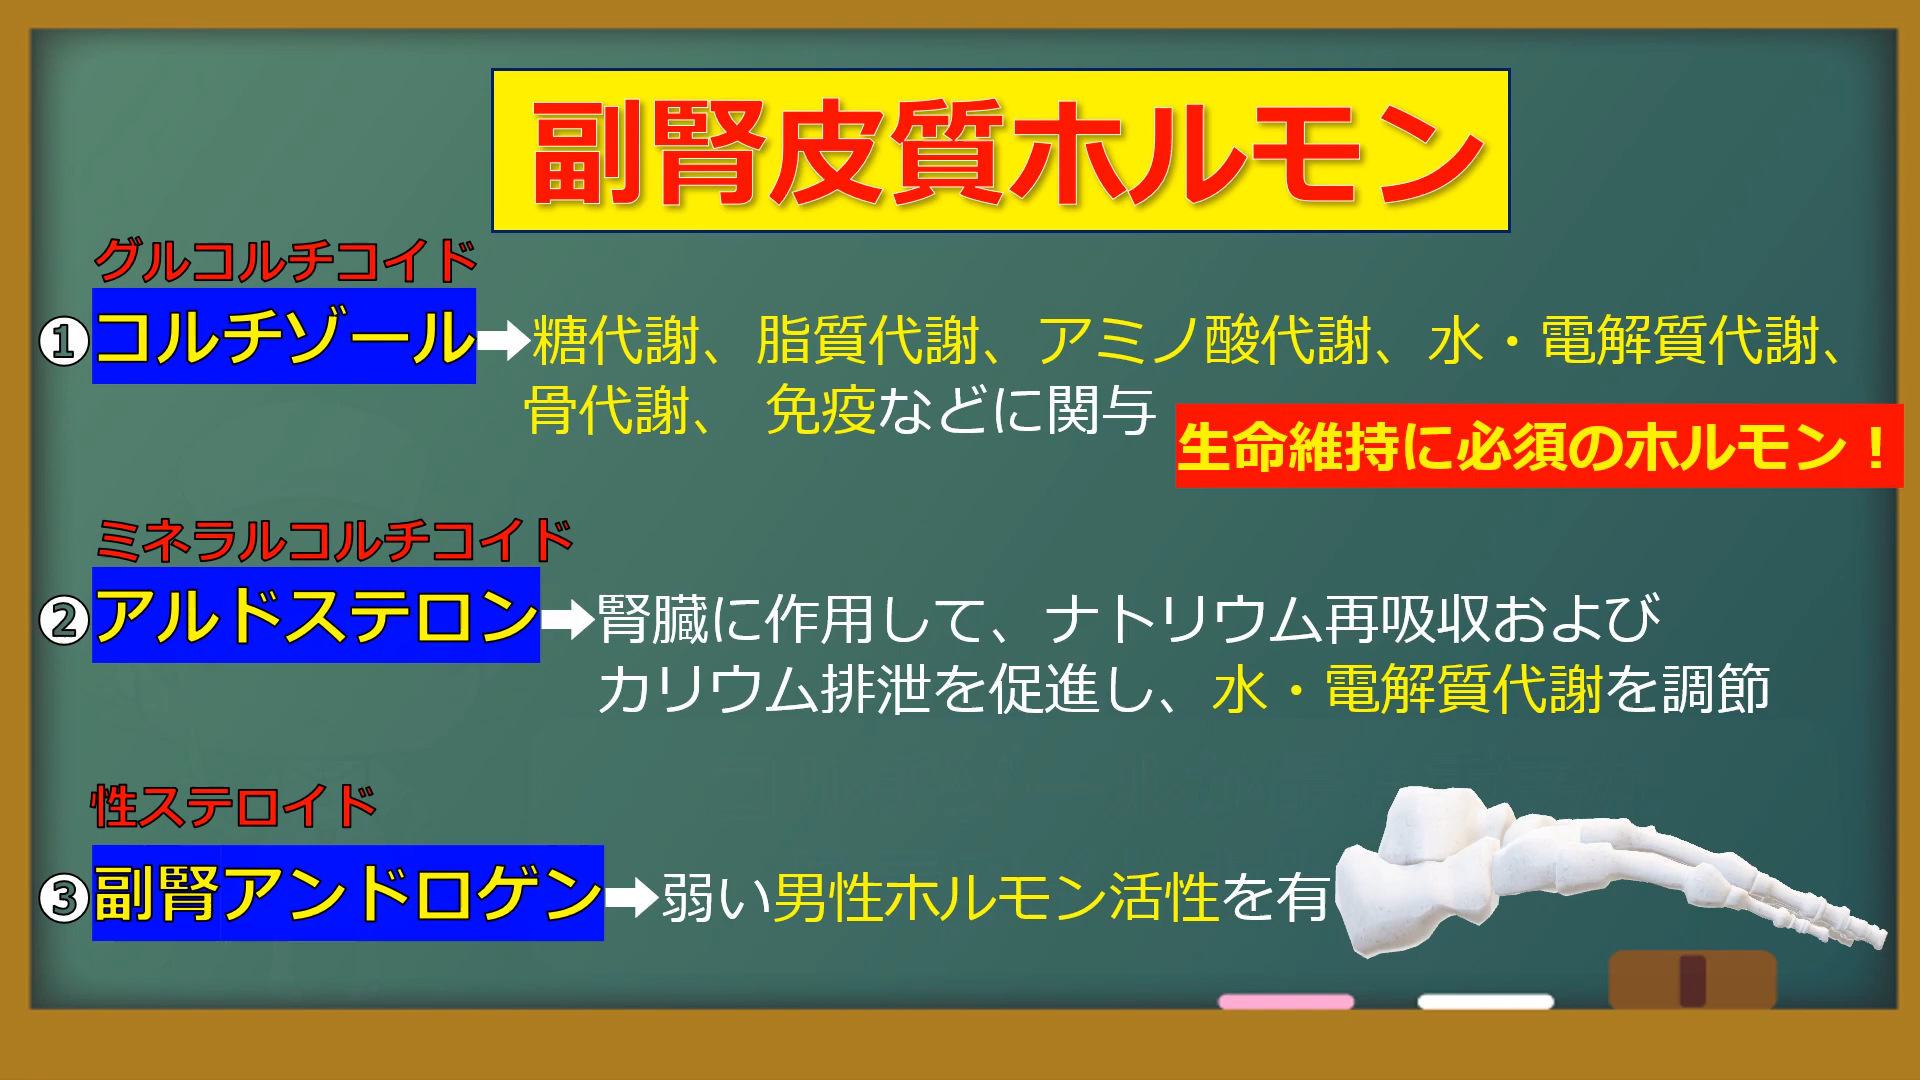 副腎皮質ホルモン
グルコルチコイド
①コルチゾール➡糖代謝、脂質代謝、アミノ酸代謝、水・電解質代謝、
骨代謝、 免疫などに関与
生命維持に必須のホルモン！
ミネラルコルチコイド
②アルドステロン➡腎臓に作用して、ナトリウム再吸収および
カリウム排泄を促進し、水・電解質代謝を調節
性ステロイド
③副腎アンドロゲン➡弱い男性ホルモン活性を有